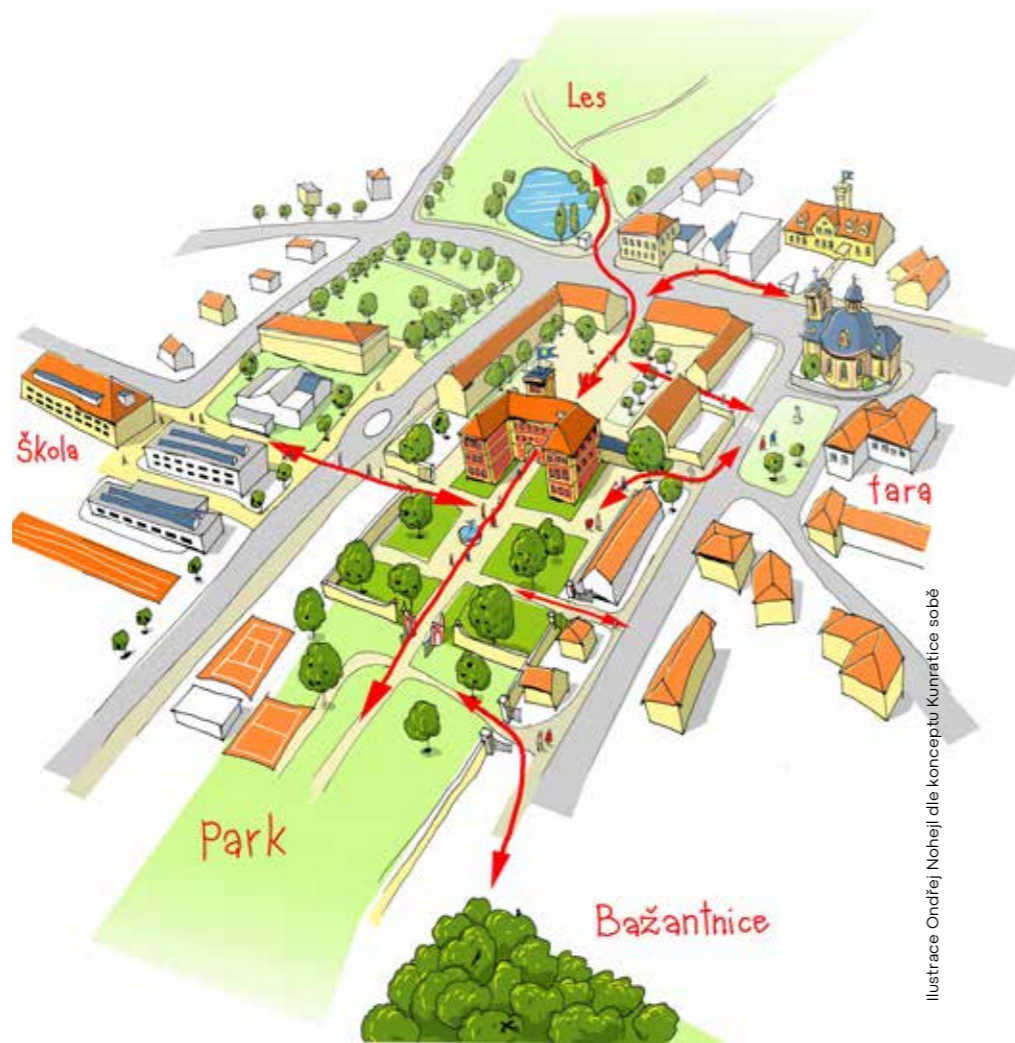 Les
Škola
fara
Park
Bažantnice
Ilustrace Ondřej Nohejl dle konceptu Kunratice sobě